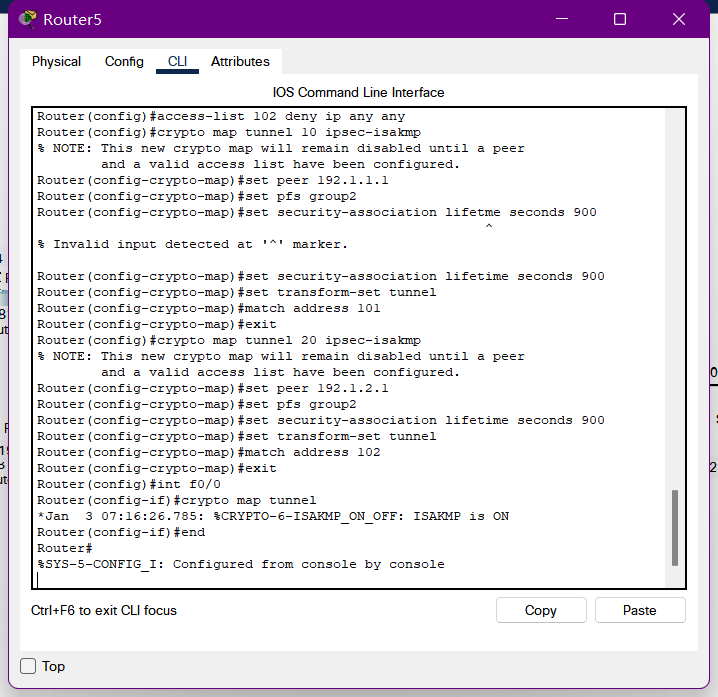 Router5
Physical Config CLI Attributes
IOS Command Line Interface
Router(config)#access-list 102 deny ip any any
Router(config)#crypto map tunnel 10 ipsec-isakmp
% NOTE: This new crypto map will remain disabled until a peer
        and a valid access list have been configured.
Router(config-crypto-map)#set peer 192.1.1.1
Router(config-crypto-map)#set pfs group2
Router(config-crypto-map)#set security-association lifetme seconds 900
                                                        ^
% Invalid input detected at '^' marker.
Router(config-crypto-map)#set security-association lifetime seconds 900
Router(config-crypto-map)#set transform-set tunnel
Router(config-crypto-map)#match address 101
Router(config-crypto-map)#exit
Router(config)#crypto map tunnel 20 ipsec-isakmp
% NOTE: This new crypto map will remain disabled until a peer
        and a valid access list have been configured.
Router(config-crypto-map)#set peer 192.1.2.1
Router(config-crypto-map)#set pfs group2
Router(config-crypto-map)#set security-association lifetime seconds 900
Router(config-crypto-map)#set transform-set tunnel
Router(config-crypto-map)#match address 102
Router(config-crypto-map)#exit
Router(config)#int f0/0
Router(config-if)#crypto map tunnel
*Jan  3 07:16:26.785: %CRYPTO-6-ISAKMP_ON_OFF: ISAKMP is ON
Router(config-if)#end
Router#
%SYS-5-CONFIG_I: Configured from console by console
Ctrl+F6 to exit CLI focus
Copy Paste
Top